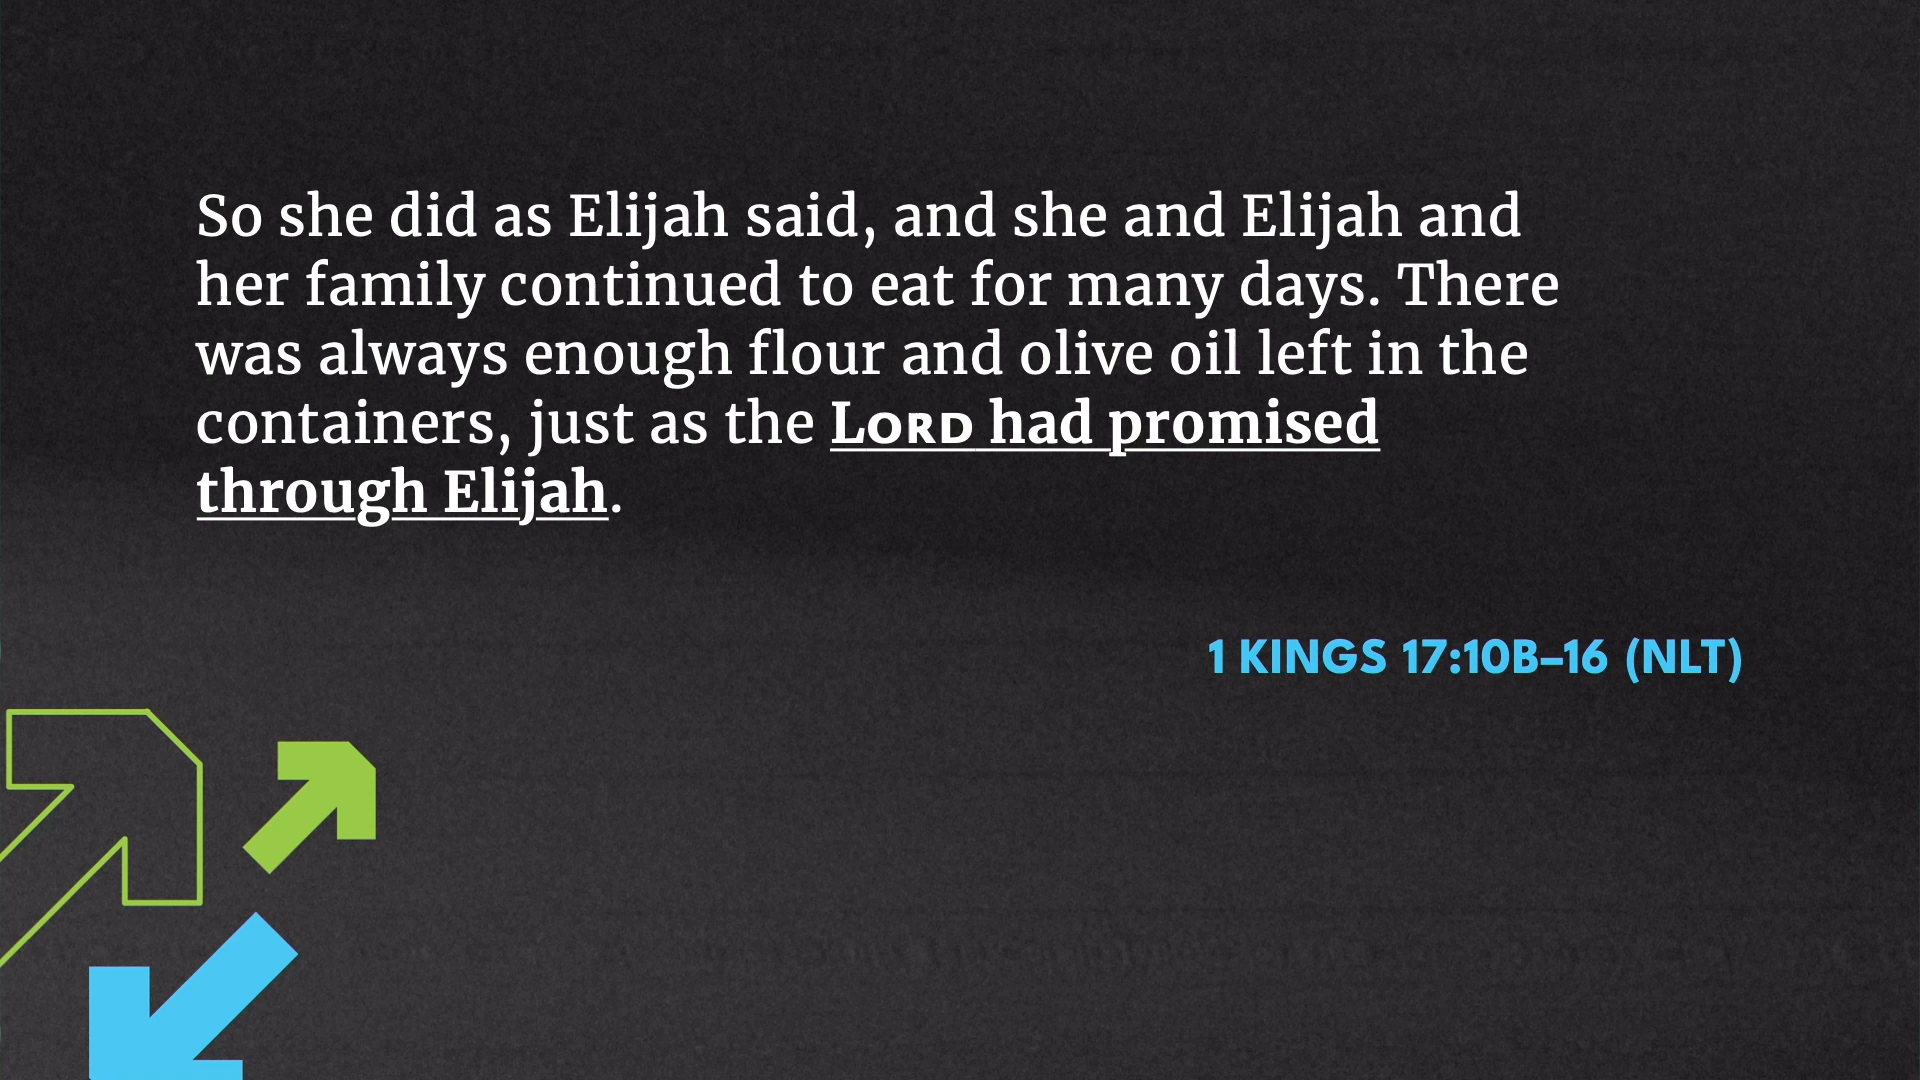 So she did as Elijah said, and she and Elijah and
her family continued to eat for many days. There
was always enough flour and olive oil left in the
containers, just as the LORD had promised
through Elijah.
1 KINGS 17:10B–16 (NLT)